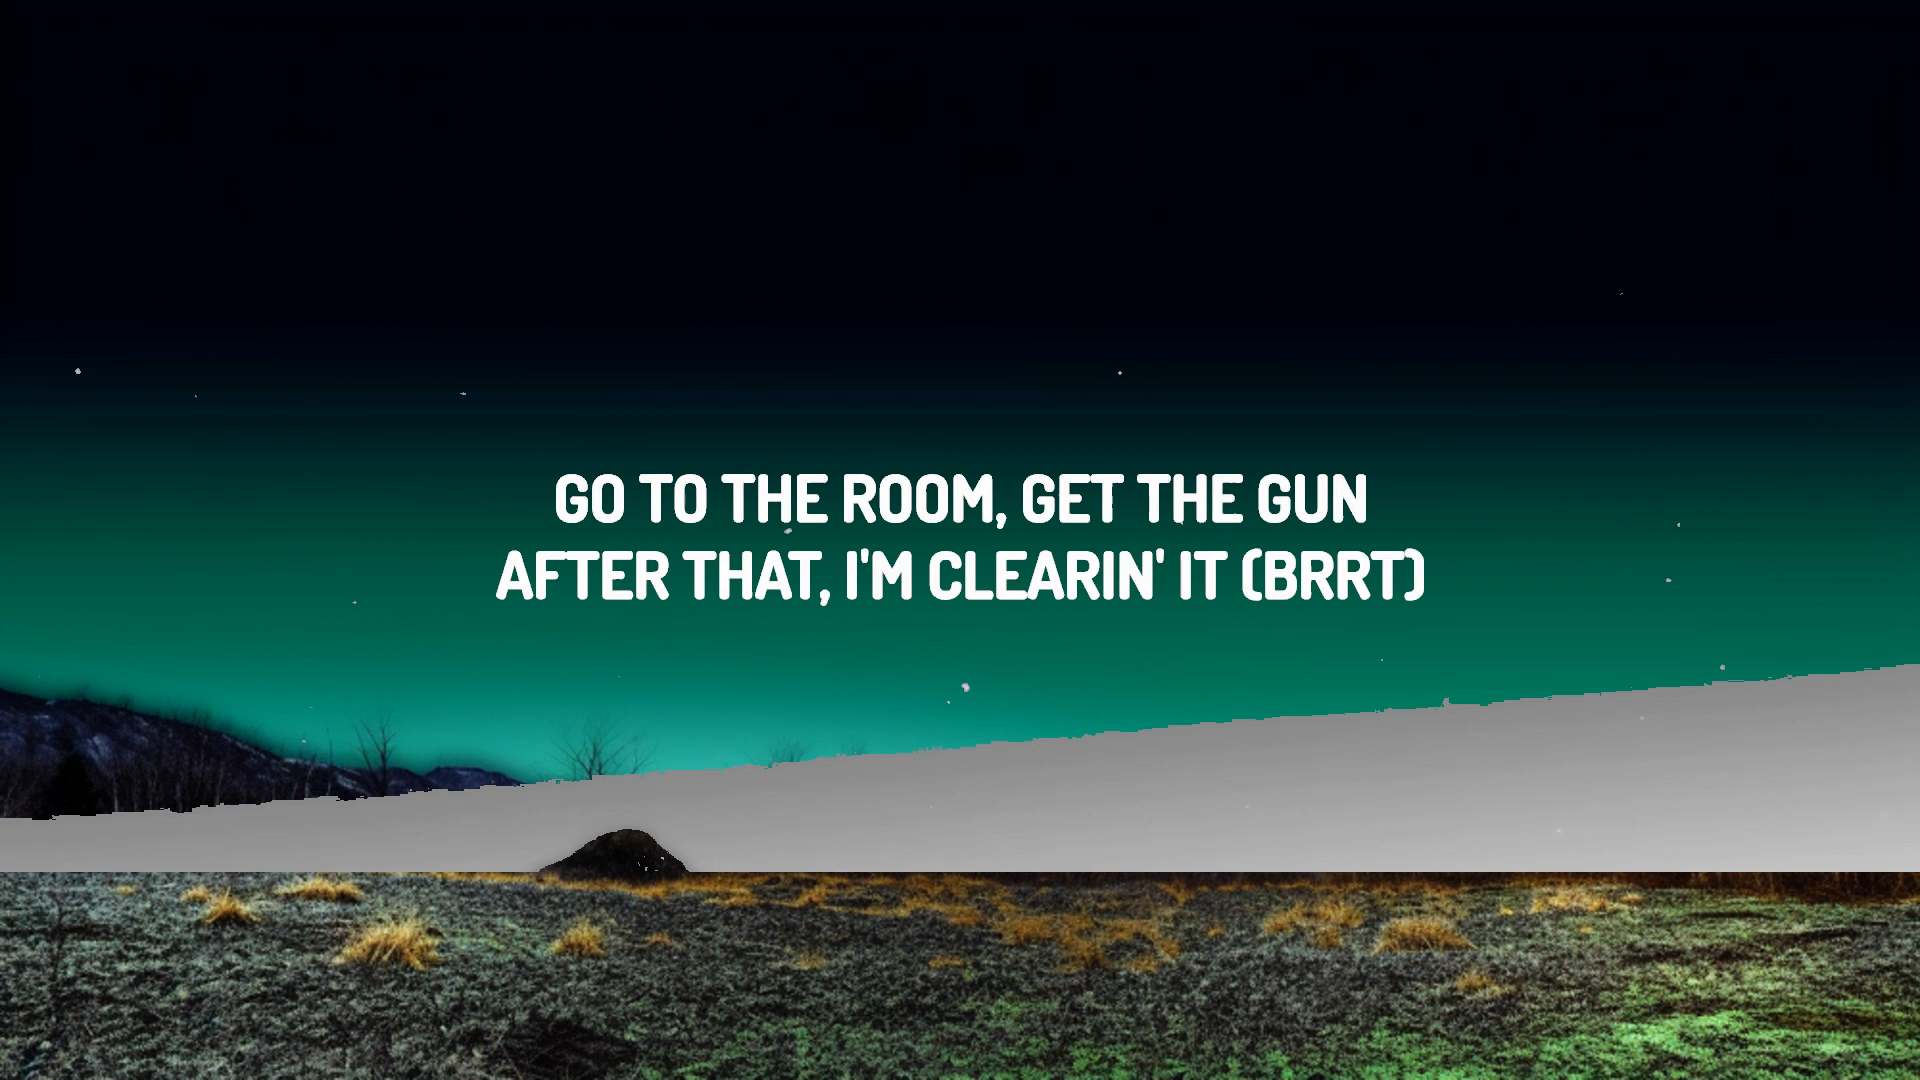 GO TO THE ROOM, GET THE GUN
AFTER THAT, I'M CLEARIN' IT (BRRT)